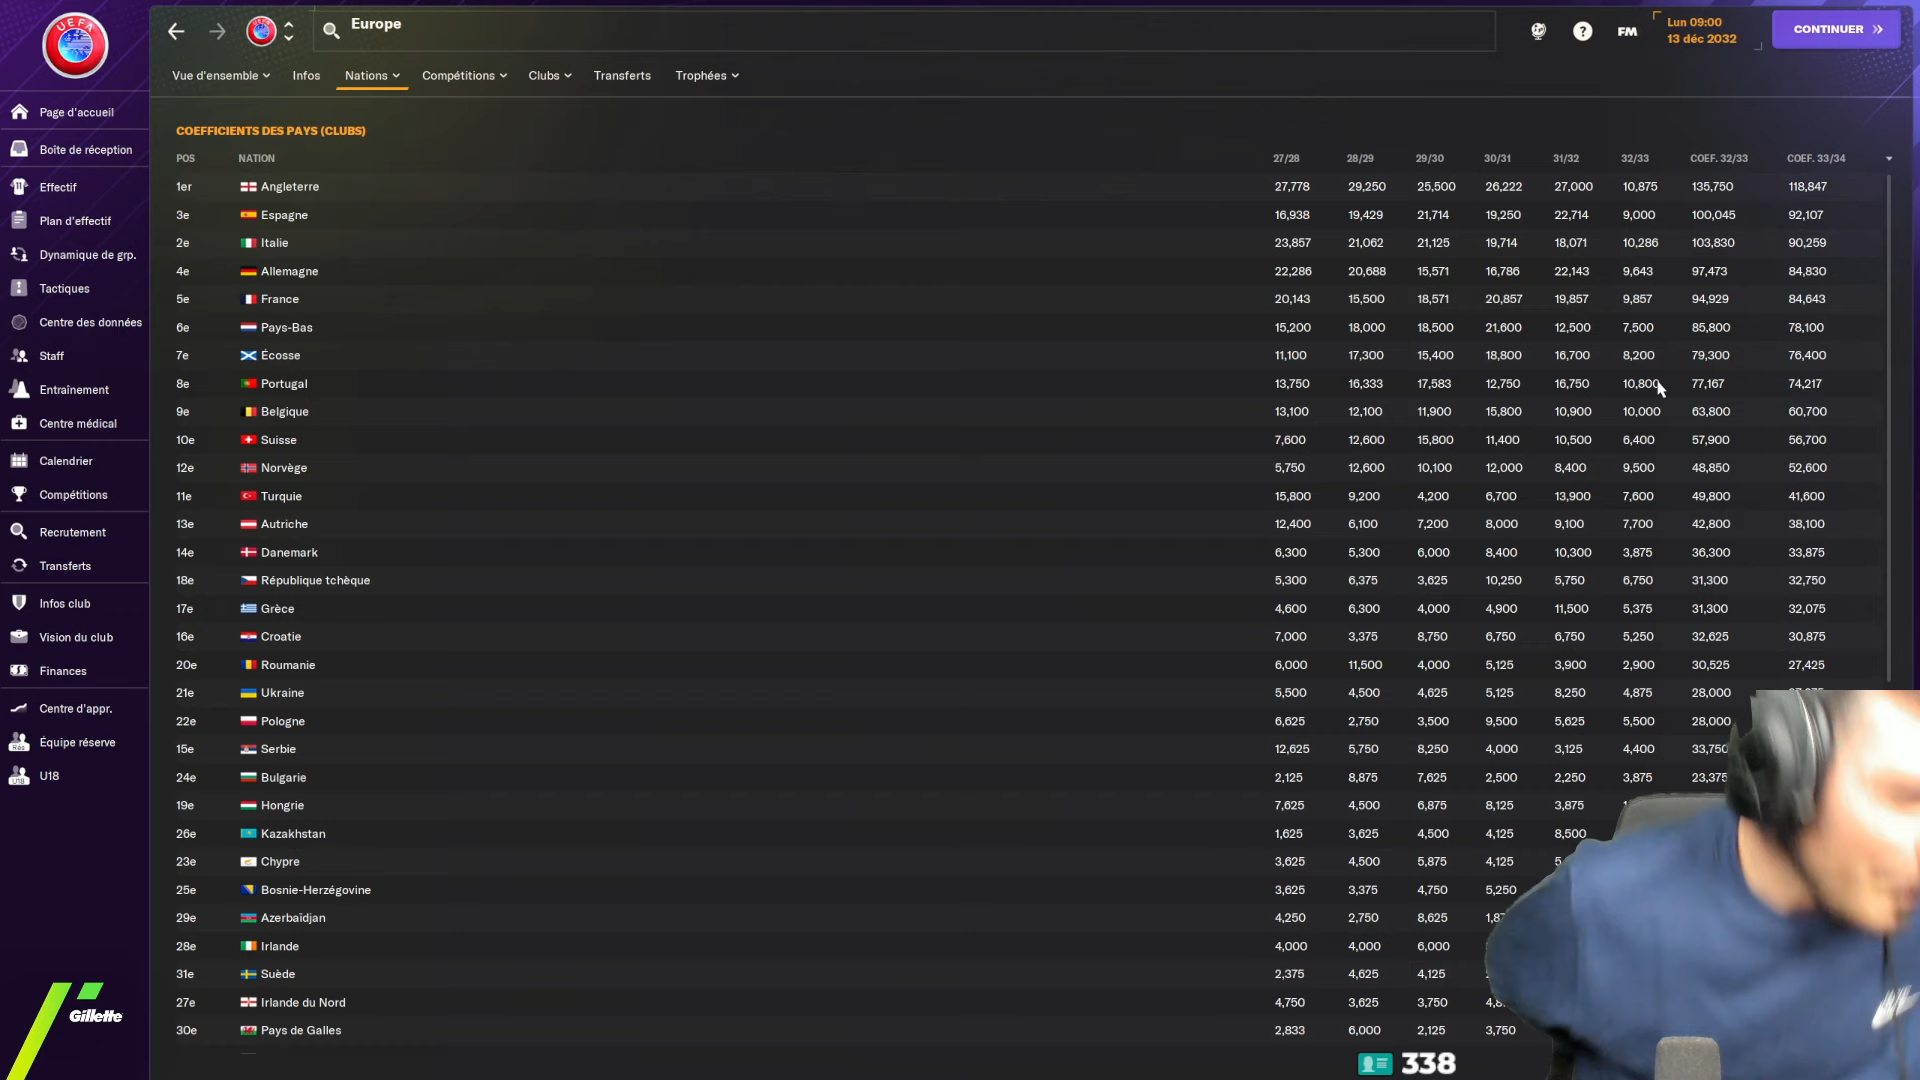 UEFA
Europe
Lun 09:00
13 déc 2032
FM
CONTINUER
Vue d'ensemble Infos Nations Compétitions Clubs Transferts Trophées
Page d'accueil
Boîte de réception
Effectif
Plan d'effectif
Dynamique de grp.
Tactiques
Centre des données
Staff
Entraînement
Centre médical
Calendrier
Compétitions
Recrutement
Transferts
Infos club
Vision du club
Finances
Centre d'appr.
Équipe réserve
U18
Gillette
COEFFICIENTS DES PAYS (CLUBS)
POS NATION 27/28 28/29 29/30 30/31 31/32 32/33 COEF. 32/33 COEF. 33/34
1er Angleterre 27,778 29,250 25,500 26,222 27,000 10,875 135,750 118,847
3e Espagne 16,938 19,429 21,714 19,250 22,714 9,000 100,045 92,107
2e Italie 23,857 21,062 21,125 19,714 18,071 10,286 103,830 90,259
4e Allemagne 22,286 20,688 15,571 16,786 22,143 9,643 97,473 84,830
5e France 20,143 15,500 18,571 20,857 19,857 9,857 94,929 84,643
6e Pays-Bas 15,200 18,000 18,500 21,600 12,500 7,500 85,800 78,100
7e Écosse 11,100 17,300 15,400 18,800 16,700 8,200 79,300 76,400
8e Portugal 13,750 16,333 17,583 12,750 16,750 10,800 77,167 74,217
9e Belgique 13,100 12,100 11,900 15,800 10,900 10,000 63,800 60,700
10e Suisse 7,600 12,600 15,800 11,400 10,500 6,400 57,900 56,700
12e Norvège 5,750 12,600 10,100 12,000 8,400 9,500 48,850 52,600
11e Turquie 15,800 9,200 4,200 6,700 13,900 7,600 49,800 41,600
13e Autriche 12,400 6,100 7,200 8,000 9,100 7,700 42,800 38,100
14e Danemark 6,300 5,300 6,000 8,400 10,300 3,875 36,300 33,875
18e République tchèque 5,300 6,375 3,625 10,250 5,750 6,750 31,300 32,750
17e Grèce 4,600 6,300 4,000 4,900 11,500 5,375 31,300 32,075
16e Croatie 7,000 3,375 8,750 6,750 6,750 5,250 32,625 30,875
20e Roumanie 6,000 11,500 4,000 5,125 3,900 2,900 30,525 27,425
21e Ukraine 5,500 4,500 4,625 5,125 8,250 4,875 28,000
22e Pologne 6,625 2,750 3,500 9,500 5,625 5,500 28,000
15e Serbie 12,625 5,750 8,250 4,000 3,125 4,400 33,750
24e Bulgarie 2,125 8,875 7,625 2,500 2,250 3,875 23,375
19e Hongrie 7,625 4,500 6,875 8,125 3,875
26e Kazakhstan 1,625 3,625 4,500 4,125 8,500
23e Chypre 3,625 4,500 5,875 4,125
25e Bosnie-Herzégovine 3,625 3,375 4,750 5,250
29e Azerbaïdjan 4,250 2,750 8,625
28e Irlande 4,000 4,000 6,000
31e Suède 2,375 4,625 4,125
27e Irlande du Nord 4,750 3,625 3,750
30e Pays de Galles 2,833 6,000 2,125 3,750
338